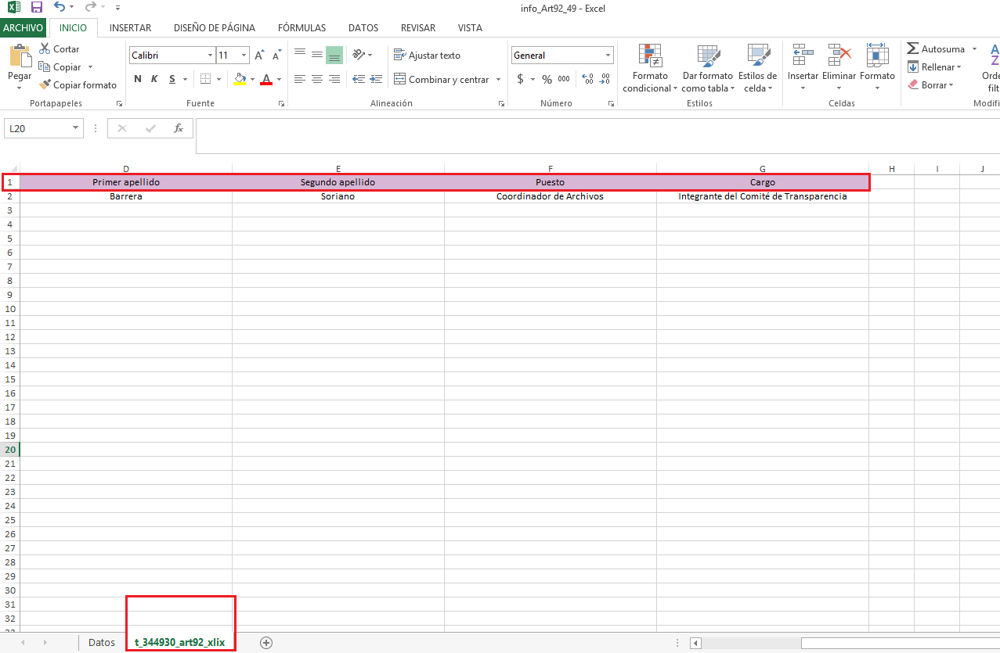 info_Art92_49 - Excel
ARCHIVO INICIO INSERTAR DISEÑO DE PÁGINA FÓRMULAS DATOS REVISAR VISTA
Pegar
Cortar
Copiar
Copiar formato
Portapapeles
Calibri 11
N K S
Fuente
Ajustar texto
Combinar y centrar
Alineación
General
$ % 000
Número
Formato condicional
Dar formato como tabla
Estilos de celda
Estilos
Insertar Eliminar Formato
Celdas
Autosuma
Rellenar
Borrar
A
Z
Orde
filt
Modifi
L20 fx
D E F G H I J
1 Primer apellido Segundo apellido Puesto Cargo
2 Barrera Soriano Coordinador de Archivos Integrante del Comité de Transparencia
3
4
5
6
7
8
9
10
11
12
13
14
15
16
17
18
19
20
21
22
23
24
25
26
27
28
29
30
31
32
33
Datos t_344930_art92_xlix